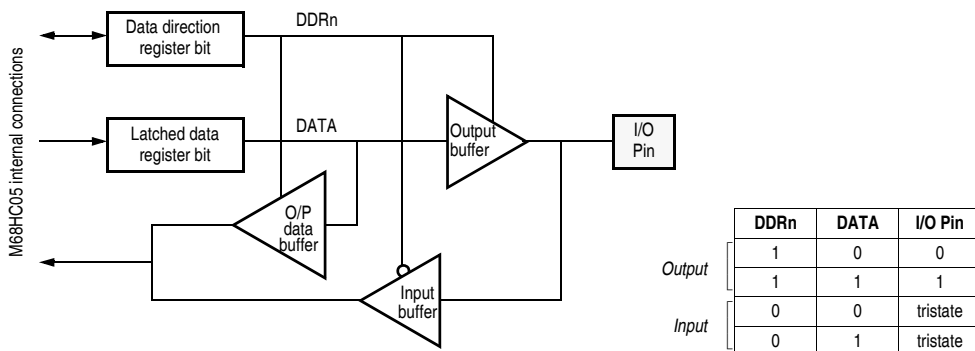 M68HC05 internal connections
Data direction
register bit
DDRn
Latched data
register bit
DATA
Output
buffer
I/O
Pin
O/P
data
buffer
Input
buffer
DDRn DATA I/O Pin
Output
1 0 0
1 1 1
Input
0 0 tristate
0 1 tristate